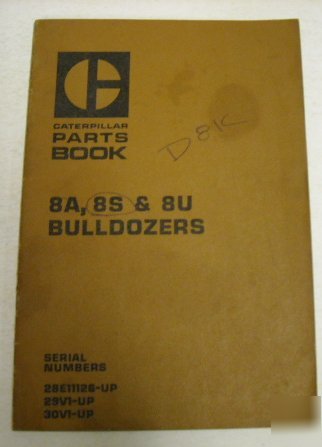 CATERPILLAR
PARTS
BOOK
D8K
8A, 8S & 8U
BULLDOZERS
SERIAL
NUMBERS
28E11126-UP
29V1-UP
30V1-UP